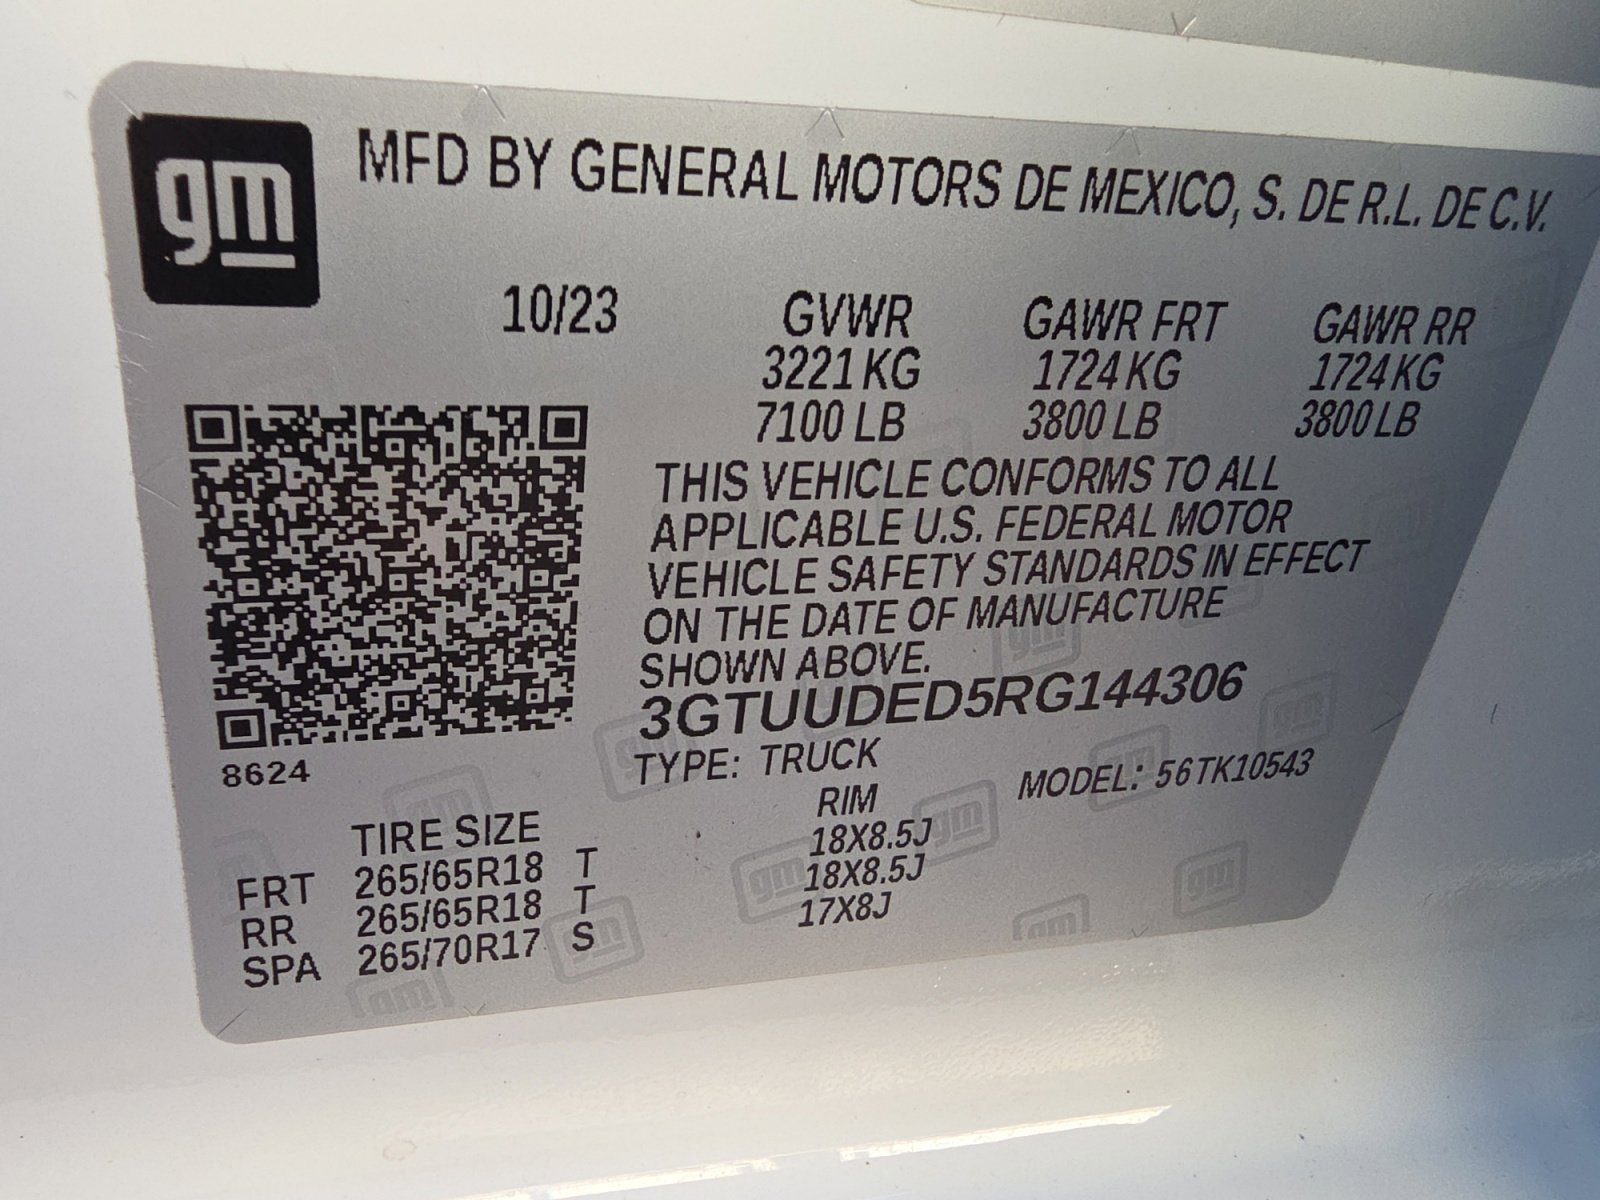 gm MFD BY GENERAL MOTORS DE MEXICO, S. DE R.L. DE C.V.
10/23 GVWR GAWR FRT GAWR RR
3221 KG 1724 KG 1724 KG
7100 LB 3800 LB 3800 LB
THIS VEHICLE CONFORMS TO ALL
APPLICABLE U.S. FEDERAL MOTOR
VEHICLE SAFETY STANDARDS IN EFFECT
ON THE DATE OF MANUFACTURE
SHOWN ABOVE.
3GTUUDED5RG144306
8624 TYPE: TRUCK MODEL: 56TK10543
TIRE SIZE RIM
FRT 265/65R18 T 18X8.5J
RR 265/65R18 T 18X8.5J
SPA 265/70R17 S 17X8J